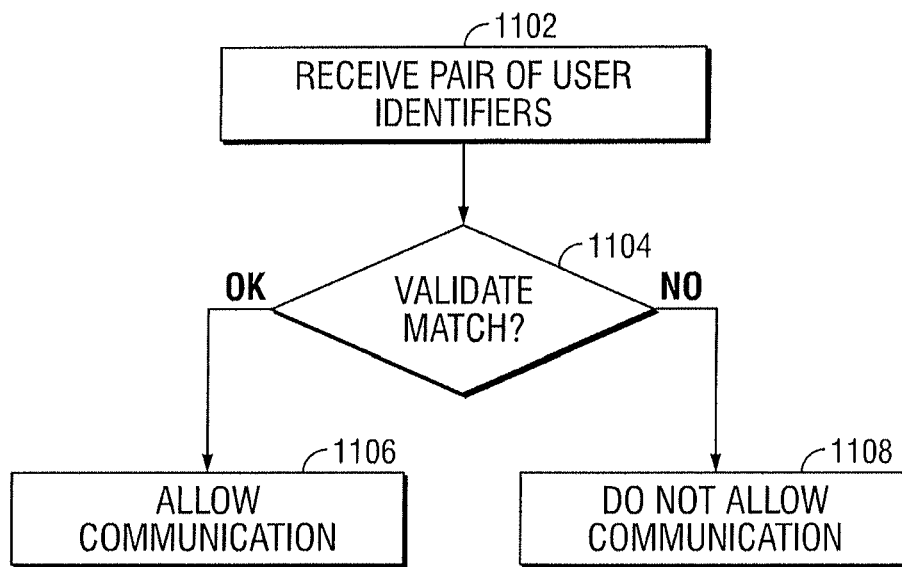 1102
RECEIVE PAIR OF USER
IDENTIFIERS
1104
OK
VALIDATE
MATCH?
NO
1106
ALLOW
COMMUNICATION
1108
DO NOT ALLOW
COMMUNICATION